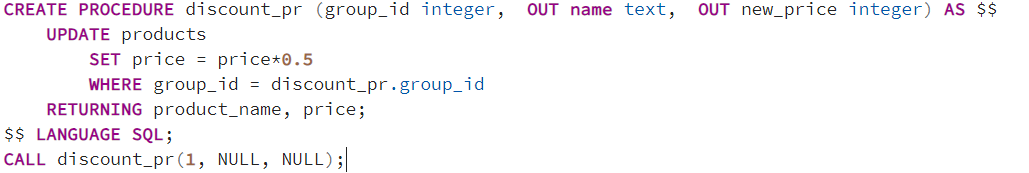 CREATE PROCEDURE discount_pr (group_id integer, OUT name text, OUT new_price integer) AS $$
UPDATE products
SET price = price*0.5
WHERE group_id = discount_pr.group_id
RETURNING product_name, price;
$$ LANGUAGE SQL;
CALL discount_pr(1, NULL, NULL);